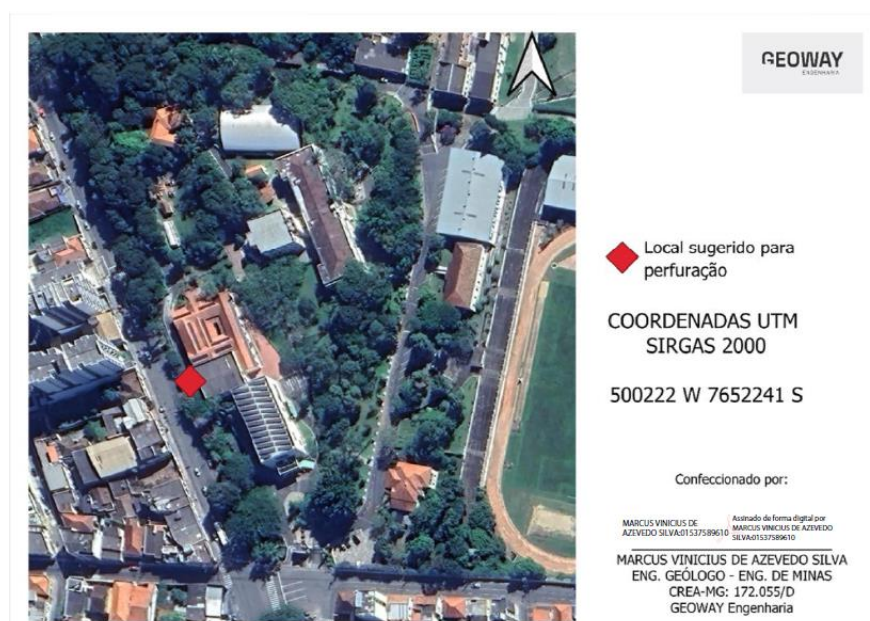 GEOWAY
ENGENHARIA
Local sugerido para
perfuração
COORDENADAS UTM
SIRGAS 2000
500222 W 7652241 S
Confeccionado por:
MARCUS VINICIUS DE
AZEVEDO SILVA:01537589610
Assinado de forma digital por
MARCUS VINICIUS DE AZEVEDO
SILVA:01537589610
MARCUS VINICIUS DE AZEVEDO SILVA
ENG. GEÓLOGO - ENG. DE MINAS
CREA-MG: 172.055/D
GEOWAY Engenharia